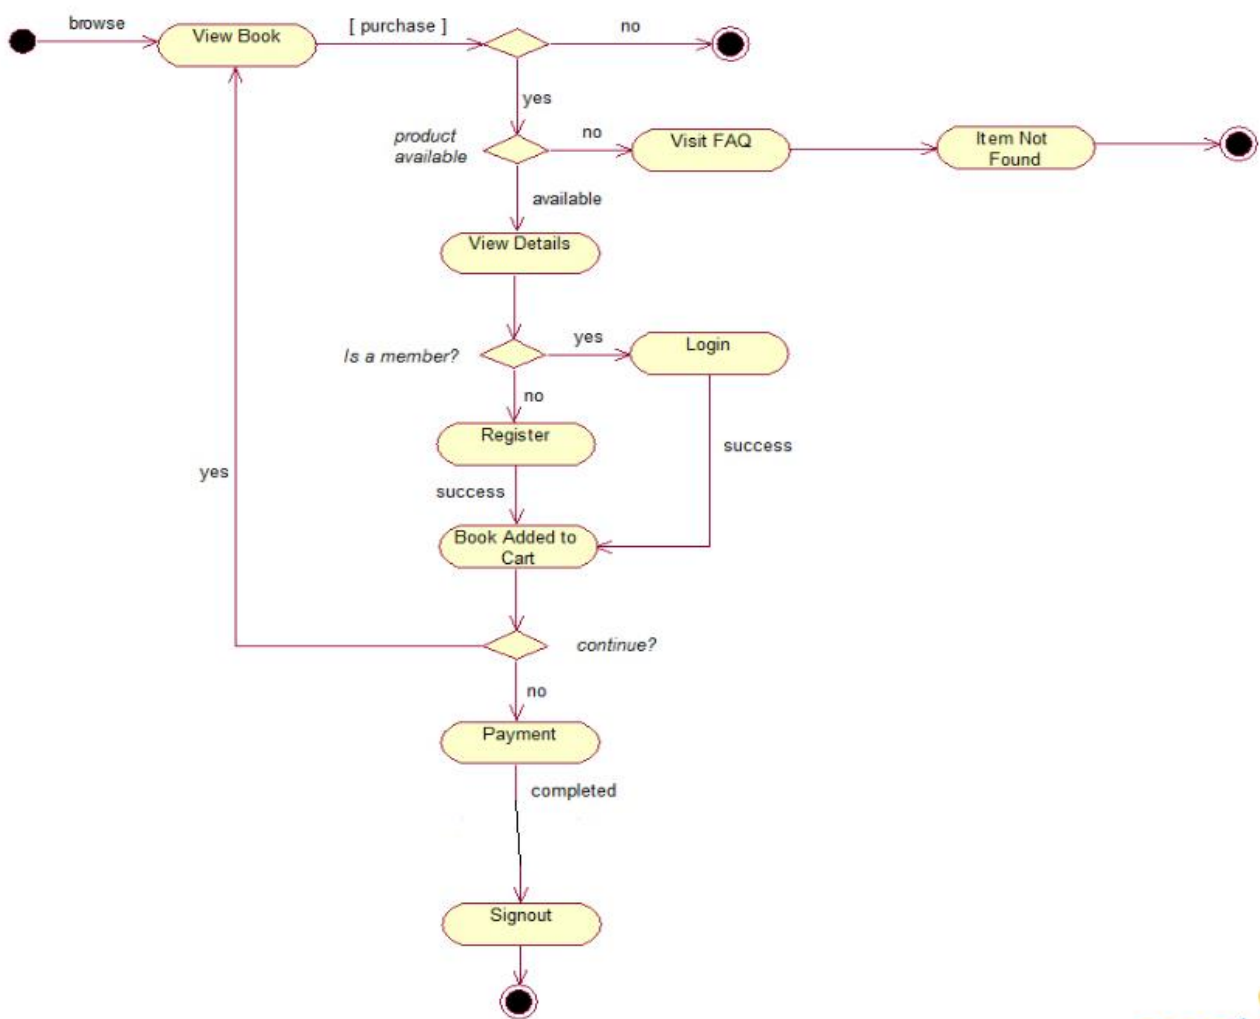 browse
View Book
[ purchase ]
no
yes
product
available
no
Visit FAQ
Item Not
Found
available
View Details
Is a member?
yes
Login
no
Register
success
yes
success
Book Added to
Cart
continue?
no
Payment
completed
Signout